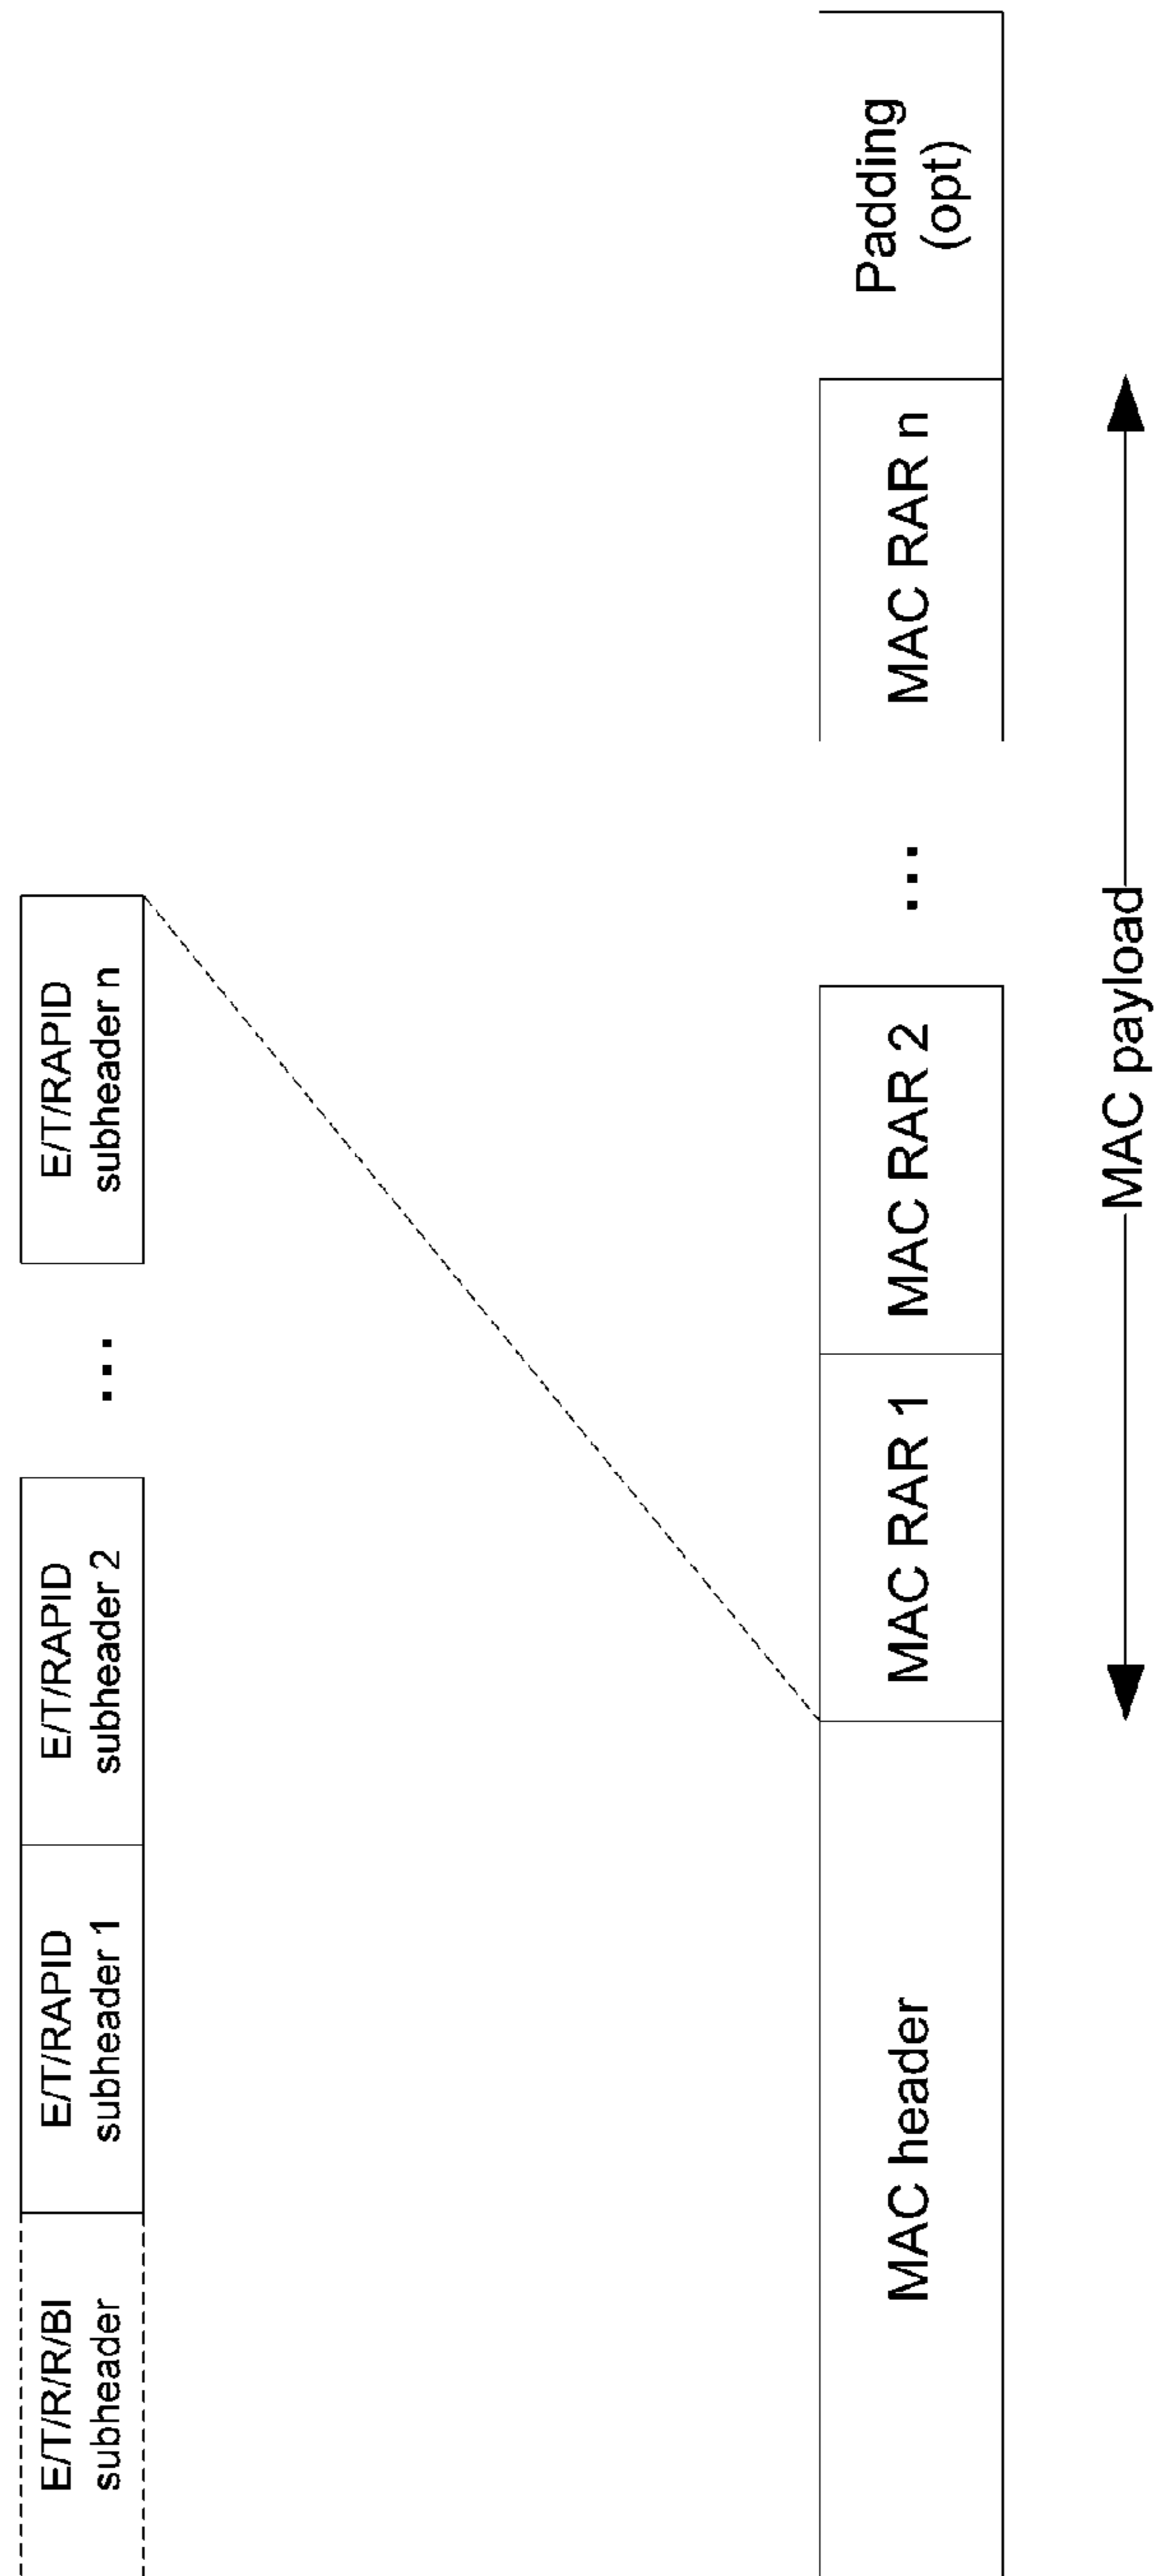 E/T/R/R/BI
subheader
E/T/RAPID
subheader 1
E/T/RAPID
subheader 2
...
E/T/RAPID
subheader n
MAC header
MAC RAR 1
MAC RAR 2
...
MAC RAR n
Padding
(opt)
MAC payload